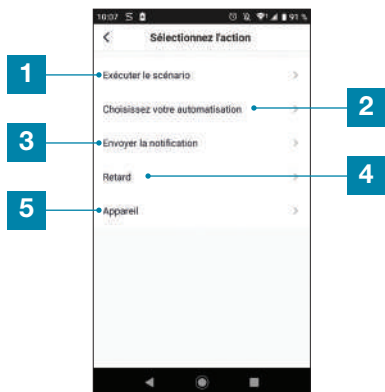 10:07 S 91 %
Sélectionnez l'action
1
Exécuter le scénario
Choisissez votre automatisation
2
3
Envoyer la notification
Retard
4
5
Appareil